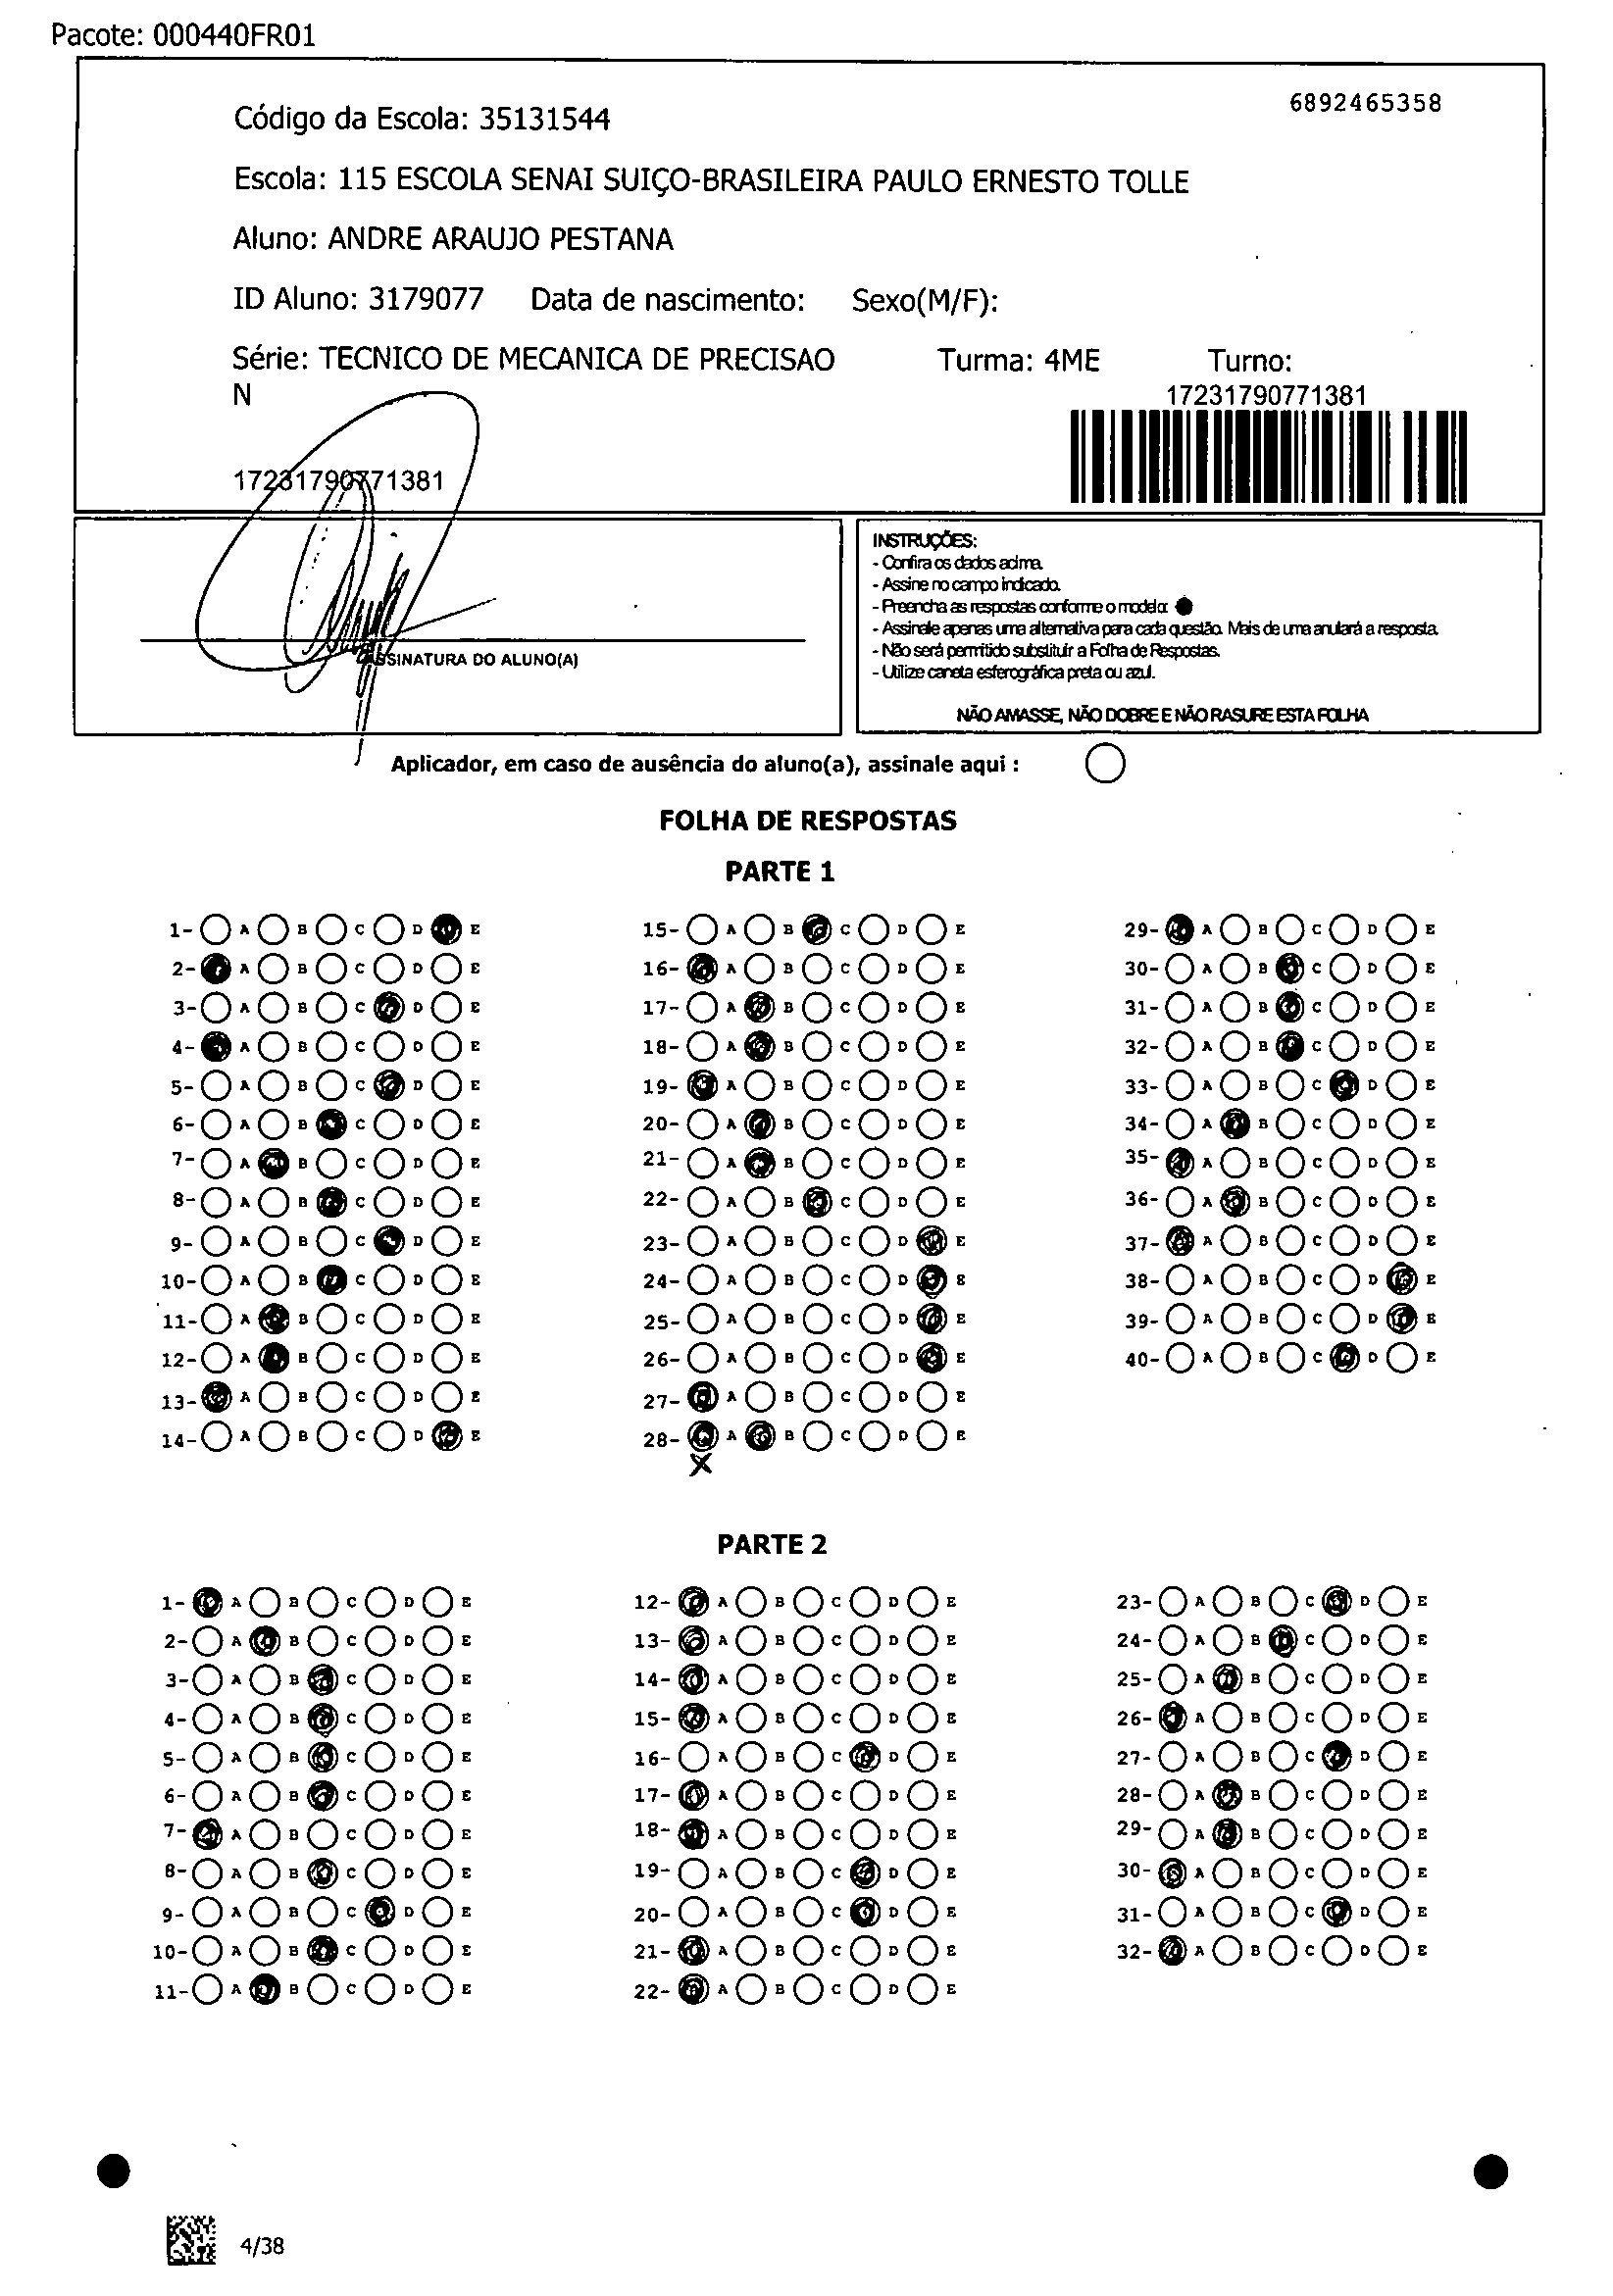 Pacote: 000440FR01
6892465358
Código da Escola: 35131544
Escola: 115 ESCOLA SENAI SUIÇO-BRASILEIRA PAULO ERNESTO TOLLE
Aluno: ANDRE ARAUJO PESTANA
ID Aluno: 3179077 Data de nascimento: Sexo(M/F):
Série: TECNICO DE MECANICA DE PRECISAO Turma: 4ME Turno:
N
17231790771381
17231790771381
ASSINATURA DO ALUNO(A)
INSTRUÇÕES:
- Confira os dados acima.
- Assine no campo indicado.
- Preencha as respostas conforme o modelo:
- Assinale apenas uma alternativa para cada questão. Mais de uma anulará a resposta.
- Não será permitido substituir a Folha de Respostas.
- Utilize caneta esferográfica preta ou azul.
NÃO AMASSE, NÃO DOBRE E NÃO RASURE ESTA FOLHA
Aplicador, em caso de ausência do aluno(a), assinale aqui :
FOLHA DE RESPOSTAS
PARTE 1
1- A B C D E 15- A B C D E 29- A B C D E
2- A B C D E 16- A B C D E 30- A B C D E
3- A B C D E 17- A B C D E 31- A B C D E
4- A B C D E 18- A B C D E 32- A B C D E
5- A B C D E 19- A B C D E 33- A B C D E
6- A B C D E 20- A B C D E 34- A B C D E
7- A B C D E 21- A B C D E 35- A B C D E
8- A B C D E 22- A B C D E 36- A B C D E
9- A B C D E 23- A B C D E 37- A B C D E
10- A B C D E 24- A B C D E 38- A B C D E
11- A B C D E 25- A B C D E 39- A B C D E
12- A B C D E 26- A B C D E 40- A B C D E
13- A B C D E 27- A B C D E
14- A B C D E 28- A B C D E
X
PARTE 2
1- A B C D E 12- A B C D E 23- A B C D E
2- A B C D E 13- A B C D E 24- A B C D E
3- A B C D E 14- A B C D E 25- A B C D E
4- A B C D E 15- A B C D E 26- A B C D E
5- A B C D E 16- A B C D E 27- A B C D E
6- A B C D E 17- A B C D E 28- A B C D E
7- A B C D E 18- A B C D E 29- A B C D E
8- A B C D E 19- A B C D E 30- A B C D E
9- A B C D E 20- A B C D E 31- A B C D E
10- A B C D E 21- A B C D E 32- A B C D E
11- A B C D E 22- A B C D E
4/38